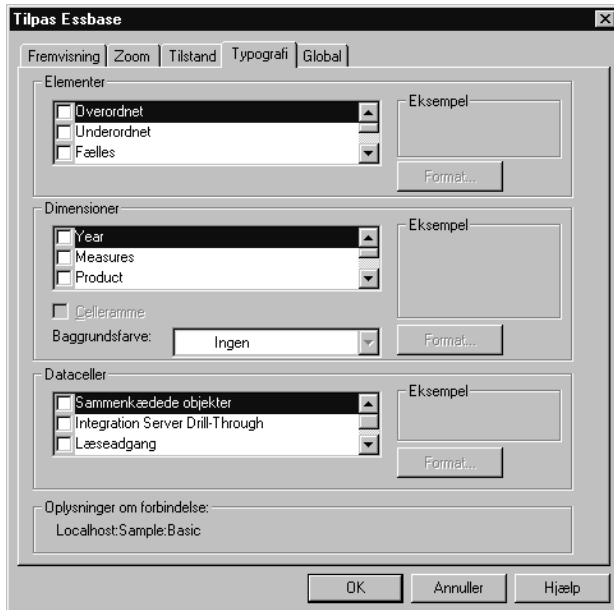 Tilpas Essbase
Fremvisning Zoom Tilstand Typografi Global
Elementer
Overordnet
Underordnet
Fælles
Eksempel
Format...
Dimensioner
Year
Measures
Product
Eksempel
Celleramme
Baggrundsfarve: Ingen
Format...
Dataceller
Sammenkædede objekter
Integration Server Drill-Through
Læseadgang
Eksempel
Format...
Oplysninger om forbindelse:
Localhost:Sample:Basic
OK Annuller Hjælp